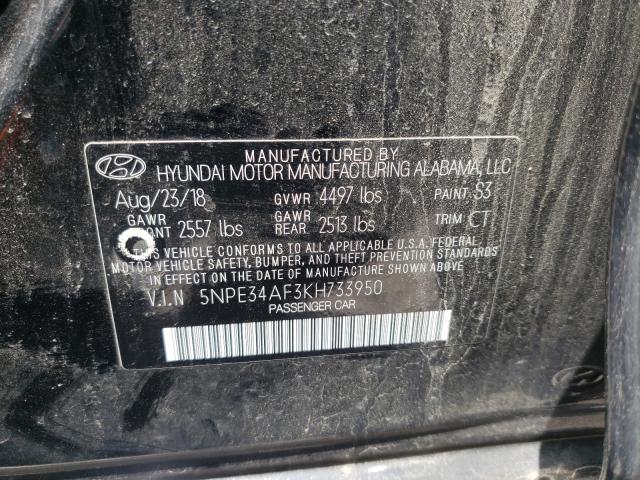 MANUFACTURED BY
HYUNDAI MOTOR MANUFACTURING ALABAMA, LLC
Aug/23/18 GVWR 4497 lbs PAINT S3
GAWR GAWR
ONT 2557 lbs REAR 2513 lbs TRIM CT
THIS VEHICLE CONFORMS TO ALL APPLICABLE U.S.A. FEDERAL
MOTOR VEHICLE SAFETY, BUMPER, AND THEFT PREVENTION STANDARDS
IN EFFECT ON THE DATE OF MANUFACTURE SHOWN ABOVE
V.I.N 5NPE34AF3KH733950
PASSENGER CAR